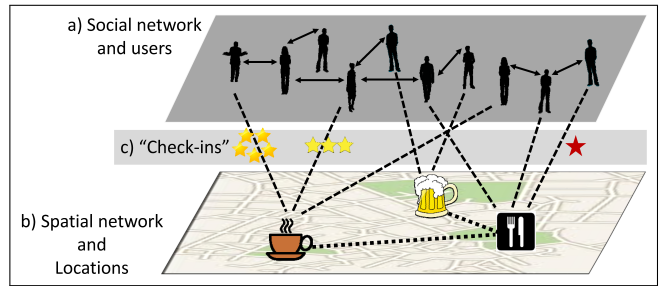 a) Social network
and users
c) “Check-ins”
b) Spatial network
and
Locations